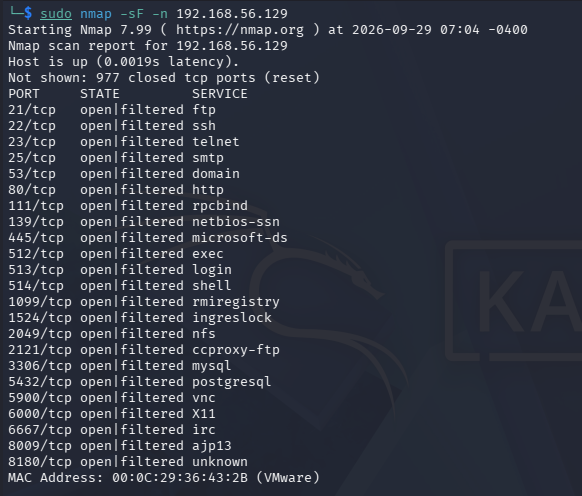 └─$ sudo nmap -sF -n 192.168.56.129
Starting Nmap 7.99 ( https://nmap.org ) at 2026-09-29 07:04 -0400
Nmap scan report for 192.168.56.129
Host is up (0.0019s latency).
Not shown: 977 closed tcp ports (reset)
PORT     STATE         SERVICE
21/tcp   open|filtered ftp
22/tcp   open|filtered ssh
23/tcp   open|filtered telnet
25/tcp   open|filtered smtp
53/tcp   open|filtered domain
80/tcp   open|filtered http
111/tcp  open|filtered rpcbind
139/tcp  open|filtered netbios-ssn
445/tcp  open|filtered microsoft-ds
512/tcp  open|filtered exec
513/tcp  open|filtered login
514/tcp  open|filtered shell
1099/tcp open|filtered rmiregistry
1524/tcp open|filtered ingreslock
2049/tcp open|filtered nfs
2121/tcp open|filtered ccproxy-ftp
3306/tcp open|filtered mysql
5432/tcp open|filtered postgresql
5900/tcp open|filtered vnc
6000/tcp open|filtered X11
6667/tcp open|filtered irc
8009/tcp open|filtered ajp13
8180/tcp open|filtered unknown
MAC Address: 00:0C:29:36:43:2B (VMware)
KA